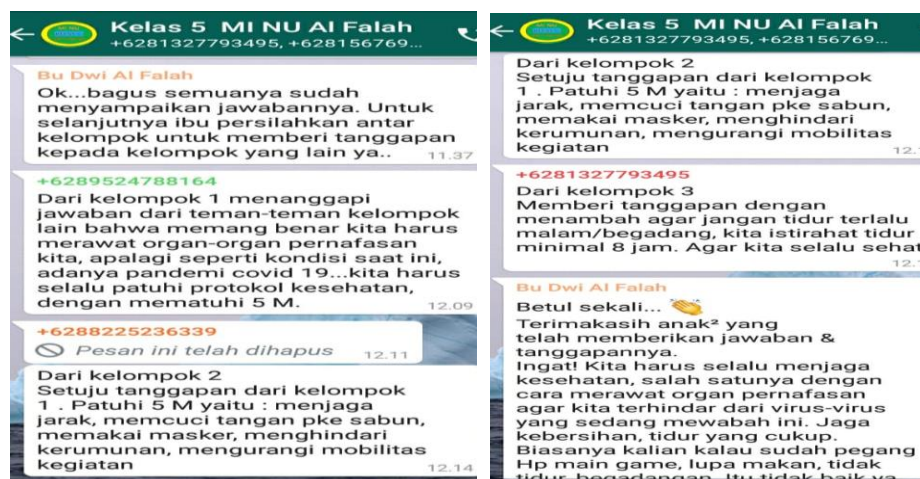 Kelas 5 MI NU Al Falah
+6281327793495, +628156769...
Bu Dwi Al Falah
Ok...bagus semuanya sudah
menyampaikan jawabannya. Untuk
selanjutnya ibu persilahkan antar
kelompok untuk memberi tanggapan
kepada kelompok yang lain ya.. 11.37
+6289524788164
Dari kelompok 1 menanggapi
jawaban dari teman-teman kelompok
lain bahwa memang benar kita harus
merawat organ-organ pernafasan
kita, apalagi seperti kondisi saat ini,
adanya pandemi covid 19...kita harus
selalu patuhi protokol kesehatan,
dengan mematuhi 5 M. 12.09
+6288225236339
Pesan ini telah dihapus 12.11
Dari kelompok 2
Setuju tanggapan dari kelompok
1 . Patuhi 5 M yaitu : menjaga
jarak, memcuci tangan pke sabun,
memakai masker, menghindari
kerumunan, mengurangi mobilitas
kegiatan 12.14
Kelas 5 MI NU Al Falah
+6281327793495, +628156769...
Dari kelompok 2
Setuju tanggapan dari kelompok
1 . Patuhi 5 M yaitu : menjaga
jarak, memcuci tangan pke sabun,
memakai masker, menghindari
kerumunan, mengurangi mobilitas
kegiatan
+6281327793495
Dari kelompok 3
Memberi tanggapan dengan
menambah agar jangan tidur terlalu
malam/begadang, kita istirahat tidur
minimal 8 jam. Agar kita selalu sehat
Bu Dwi Al Falah
Betul sekali... 👏
Terimakasih anak² yang
telah memberikan jawaban &
tanggapannya.
Ingat! Kita harus selalu menjaga
kesehatan, salah satunya dengan
cara merawat organ pernafasan
agar kita terhindar dari virus-virus
yang sedang mewabah ini. Jaga
kebersihan, tidur yang cukup.
Biasanya kalian kalau sudah pegang
Hp main game, lupa makan, tidak
tidur begadangan. Itu tidak baik ya